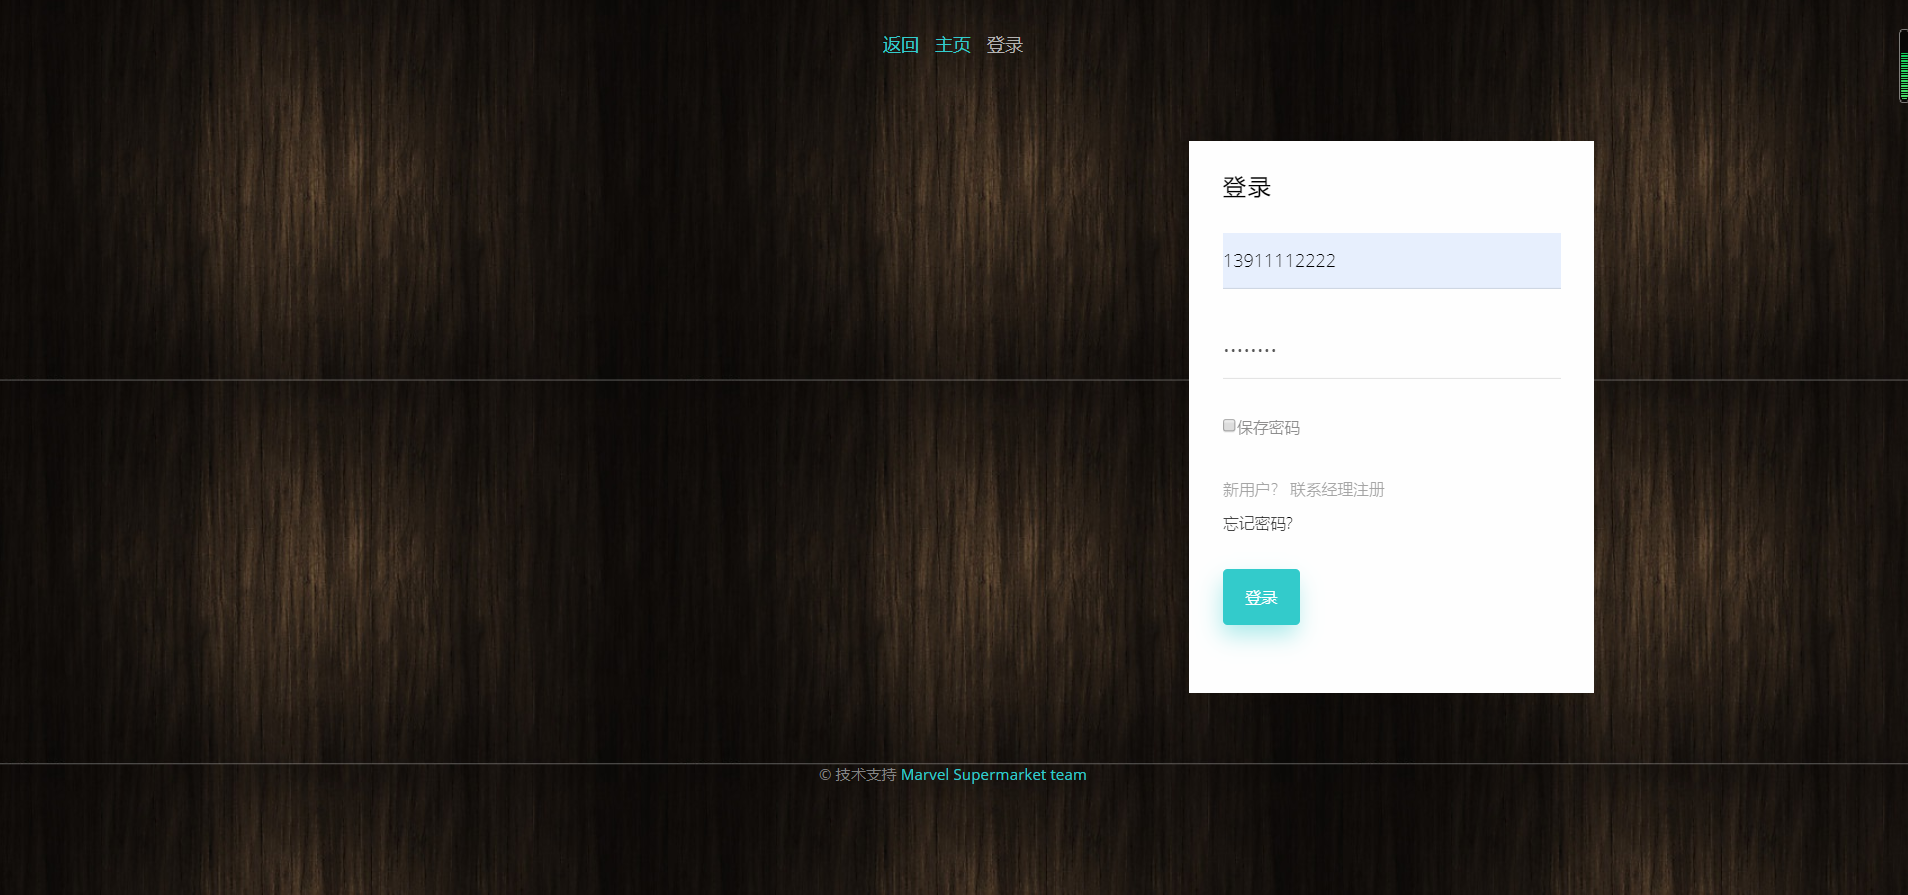 返回 主页 登录
登录
13911112222
........
保存密码
新用户? 联系经理注册
忘记密码?
登录
© 技术支持 Marvel Supermarket team